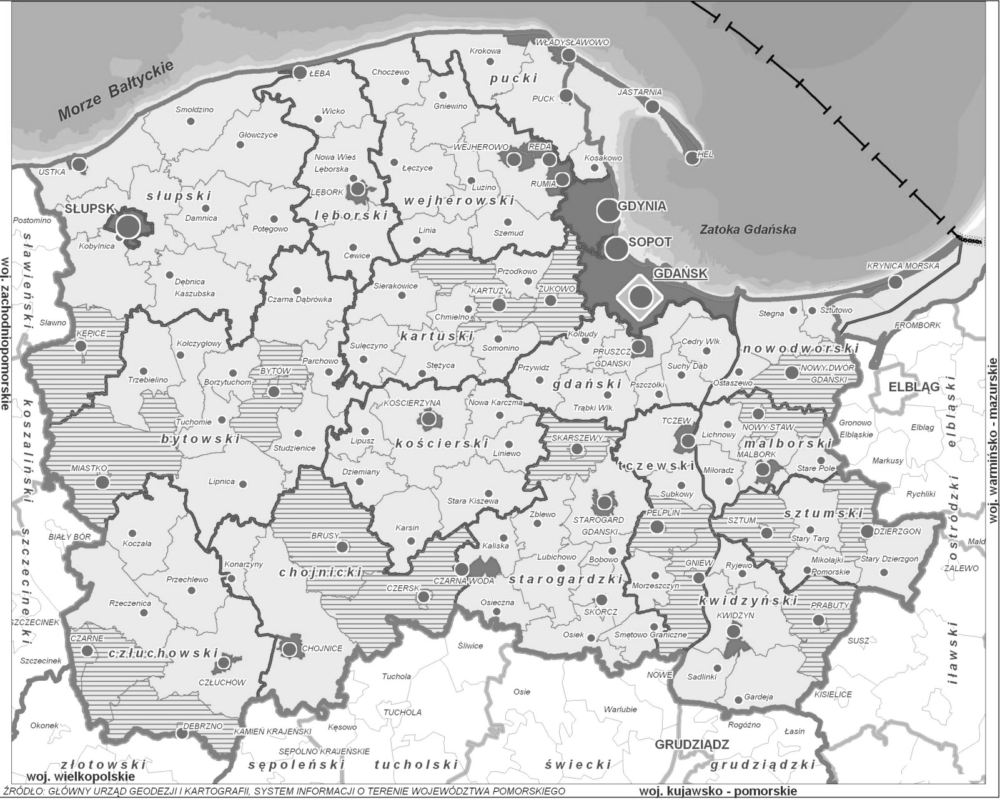 Morze Bałtyckie
Zatoka Gdańska
WŁADYSŁAWOWO
Krokowa
pucki
ŁEBA
Choczewo
PUCK
JASTARNIA
Gniewino
Smołdzino
Wicko
Główczyce
WEJHEROWO
REDA
HEL
Kosakowo
USTKA
Nowa Wieś
Lęborska
Łęczyce
RUMIA
Luzino
LĘBORK
słupski
wejherowski
GDYNIA
SŁUPSK
Damnica
lęborski
Postomino
Potęgowo
Linia
Szemud
SOPOT
Kobylnica
Cewice
GDAŃSK
KRYNICA MORSKA
Przodkowo
Dębnica
Kaszubska
Sierakowice
KARTUZY
ŻUKOWO
Czarna Dąbrówka
Chmielno
Stegna
Sztutowo
Sławno
FROMBORK
KĘPICE
Kolczygłowy
kartuski
Kolbudy
Sulęczyno
Somonino
PRUSZCZ
GDAŃSKI
Cedry Wlk.
nowodworski
Parchowo
Stężyca
Przywidz
Suchy Dąb
NOWY DWÓR
GDAŃSKI
Trzebielino
Borzytuchom
BYTÓW
gdański
Pszczółki
Ostaszewo
ELBLĄG
KOŚCIERZYNA
Nowa Karczma
Trąbki Wlk.
Tuchomie
TCZEW
Lichnowy
NOWY STAW
Gronowo
Elbląskie
Elbląg
bytowski
Studzienice
Lipusz
kościerski
Liniewo
SKARSZEWY
malborski
MALBORK
Stare Pole
Markusy
MIASTKO
tczewski
Miłoradz
Lipnica
Dziemiany
Subkowy
Rychliki
Stara Kiszewa
STAROGARD
GDAŃSKI
Zblewo
PELPLIN
SZTUM
sztumski
DZIERZGOŃ
BIAŁY BÓR
Koczała
BRUSY
Karsin
Kaliska
Stary Targ
Konarzyny
Lubichowo
Bobowo
GNIEW
Ryjewo
Mikołajki
Pomorskie
Stary Dzierzgoń
Małd
ZALEWO
chojnicki
CZERSK
CZARNA WODA
starogardzki
Morzeszczyn
Przechlewo
Rzeczenica
Osieczna
SKÓRCZ
kwidzyński
KWIDZYN
PRABUTY
SZCZECINEK
CZARNE
Osiek
Smętowo Graniczne
SUSZ
człuchowski
CHOJNICE
Śliwice
Szczecinek
CZŁUCHÓW
Tuchola
NOWE
Sadlinki
Osie
Gardeja
KISIELICE
Warlubie
TUCHOLA
Okonek
DEBRZNO
KAMIEŃ KRAJEŃSKI
Kęsowo
Rogóźno
Łasin
SĘPÓLNO KRAJEŃSKIE
GRUDZIĄDZ
złotowski
sępoleński
tucholski
świecki
grudziądzki
sławieński
koszaliński
szczecinecki
elbląski
ostródzki
iławski
woj. zachodniopomorskie
woj. warmińsko - mazurskie
woj. wielkopolskie
ŹRÓDŁO: GŁÓWNY URZĄD GEODEZJI I KARTOGRAFII, SYSTEM INFORMACJI O TERENIE WOJEWÓDZTWA POMORSKIEGO
woj. kujawsko - pomorskie